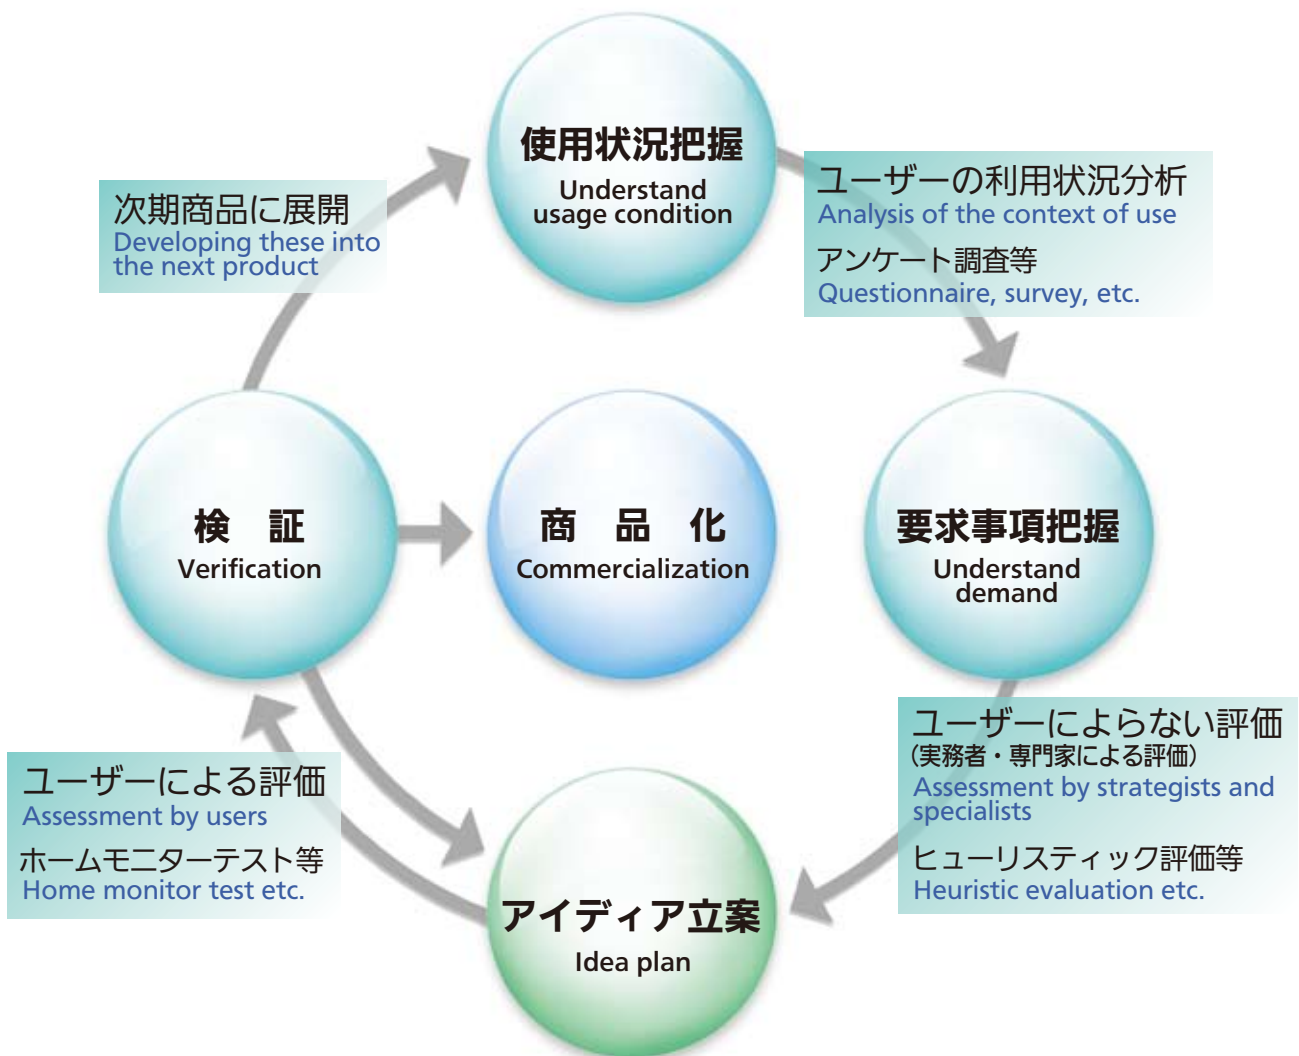 使用状況把握
Understand
usage condition
次期商品に展開
Developing these into
the next product
ユーザーの利用状況分析
Analysis of the context of use
アンケート調査等
Questionnaire, survey, etc.
検 証
Verification
商 品 化
Commercialization
要求事項把握
Understand
demand
ユーザーによらない評価
(実務者・専門家による評価)
Assessment by strategists and
specialists
ヒューリスティック評価等
Heuristic evaluation etc.
ユーザーによる評価
Assessment by users
ホームモニターテスト等
Home monitor test etc.
アイディア立案
Idea plan